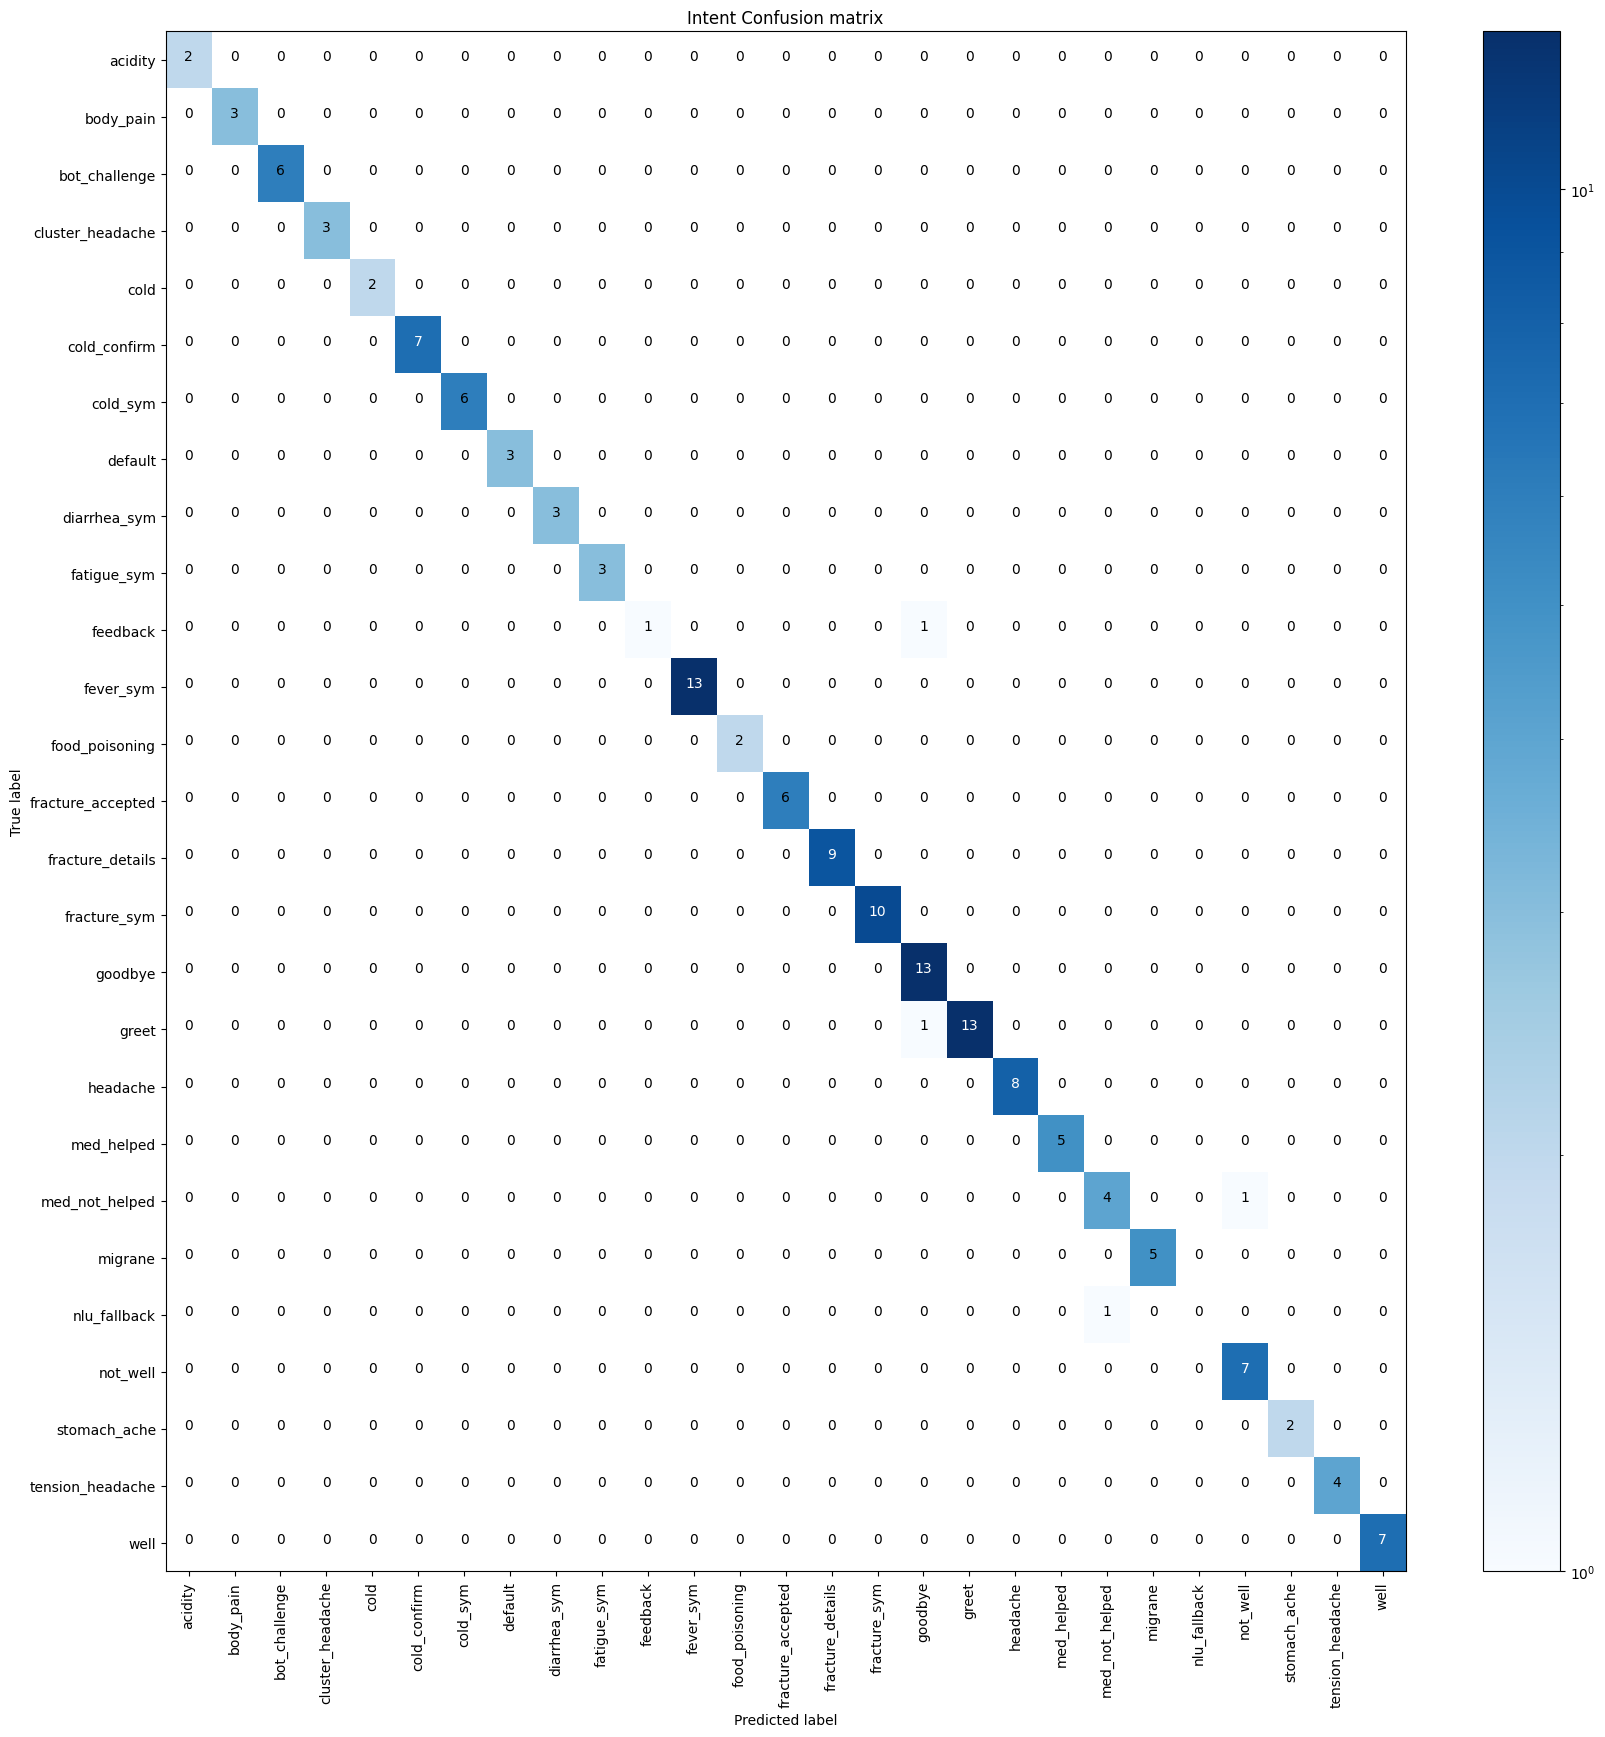 Intent Confusion matrix
acidity 2 0 0 0 0 0 0 0 0 0 0 0 0 0 0 0 0 0 0 0 0 0 0 0 0 0 0
body_pain 0 3 0 0 0 0 0 0 0 0 0 0 0 0 0 0 0 0 0 0 0 0 0 0 0 0 0
bot_challenge 0 0 6 0 0 0 0 0 0 0 0 0 0 0 0 0 0 0 0 0 0 0 0 0 0 0 0
10¹
cluster_headache 0 0 0 3 0 0 0 0 0 0 0 0 0 0 0 0 0 0 0 0 0 0 0 0 0 0 0
cold 0 0 0 0 2 0 0 0 0 0 0 0 0 0 0 0 0 0 0 0 0 0 0 0 0 0 0
cold_confirm 0 0 0 0 0 7 0 0 0 0 0 0 0 0 0 0 0 0 0 0 0 0 0 0 0 0 0
cold_sym 0 0 0 0 0 0 6 0 0 0 0 0 0 0 0 0 0 0 0 0 0 0 0 0 0 0 0
default 0 0 0 0 0 0 0 3 0 0 0 0 0 0 0 0 0 0 0 0 0 0 0 0 0 0 0
diarrhea_sym 0 0 0 0 0 0 0 0 3 0 0 0 0 0 0 0 0 0 0 0 0 0 0 0 0 0 0
fatigue_sym 0 0 0 0 0 0 0 0 0 3 0 0 0 0 0 0 0 0 0 0 0 0 0 0 0 0 0
feedback 0 0 0 0 0 0 0 0 0 0 1 0 0 0 0 0 1 0 0 0 0 0 0 0 0 0 0
fever_sym 0 0 0 0 0 0 0 0 0 0 0 13 0 0 0 0 0 0 0 0 0 0 0 0 0 0 0
food_poisoning 0 0 0 0 0 0 0 0 0 0 0 0 2 0 0 0 0 0 0 0 0 0 0 0 0 0 0
True label
fracture_accepted 0 0 0 0 0 0 0 0 0 0 0 0 0 6 0 0 0 0 0 0 0 0 0 0 0 0 0
fracture_details 0 0 0 0 0 0 0 0 0 0 0 0 0 0 9 0 0 0 0 0 0 0 0 0 0 0 0
fracture_sym 0 0 0 0 0 0 0 0 0 0 0 0 0 0 0 10 0 0 0 0 0 0 0 0 0 0 0
goodbye 0 0 0 0 0 0 0 0 0 0 0 0 0 0 0 0 13 0 0 0 0 0 0 0 0 0 0
greet 0 0 0 0 0 0 0 0 0 0 0 0 0 0 0 0 1 13 0 0 0 0 0 0 0 0 0
headache 0 0 0 0 0 0 0 0 0 0 0 0 0 0 0 0 0 0 8 0 0 0 0 0 0 0 0
med_helped 0 0 0 0 0 0 0 0 0 0 0 0 0 0 0 0 0 0 0 5 0 0 0 0 0 0 0
med_not_helped 0 0 0 0 0 0 0 0 0 0 0 0 0 0 0 0 0 0 0 0 4 0 0 1 0 0 0
migrane 0 0 0 0 0 0 0 0 0 0 0 0 0 0 0 0 0 0 0 0 0 5 0 0 0 0 0
nlu_fallback 0 0 0 0 0 0 0 0 0 0 0 0 0 0 0 0 0 0 0 0 1 0 0 0 0 0 0
not_well 0 0 0 0 0 0 0 0 0 0 0 0 0 0 0 0 0 0 0 0 0 0 0 7 0 0 0
stomach_ache 0 0 0 0 0 0 0 0 0 0 0 0 0 0 0 0 0 0 0 0 0 0 0 0 2 0 0
tension_headache 0 0 0 0 0 0 0 0 0 0 0 0 0 0 0 0 0 0 0 0 0 0 0 0 0 4 0
well 0 0 0 0 0 0 0 0 0 0 0 0 0 0 0 0 0 0 0 0 0 0 0 0 0 0 7
10⁰
acidity
body_pain
bot_challenge
cluster_headache
cold
cold_confirm
cold_sym
default
diarrhea_sym
fatigue_sym
feedback
fever_sym
food_poisoning
fracture_accepted
fracture_details
fracture_sym
goodbye
greet
headache
med_helped
med_not_helped
migrane
nlu_fallback
not_well
stomach_ache
tension_headache
well
Predicted label